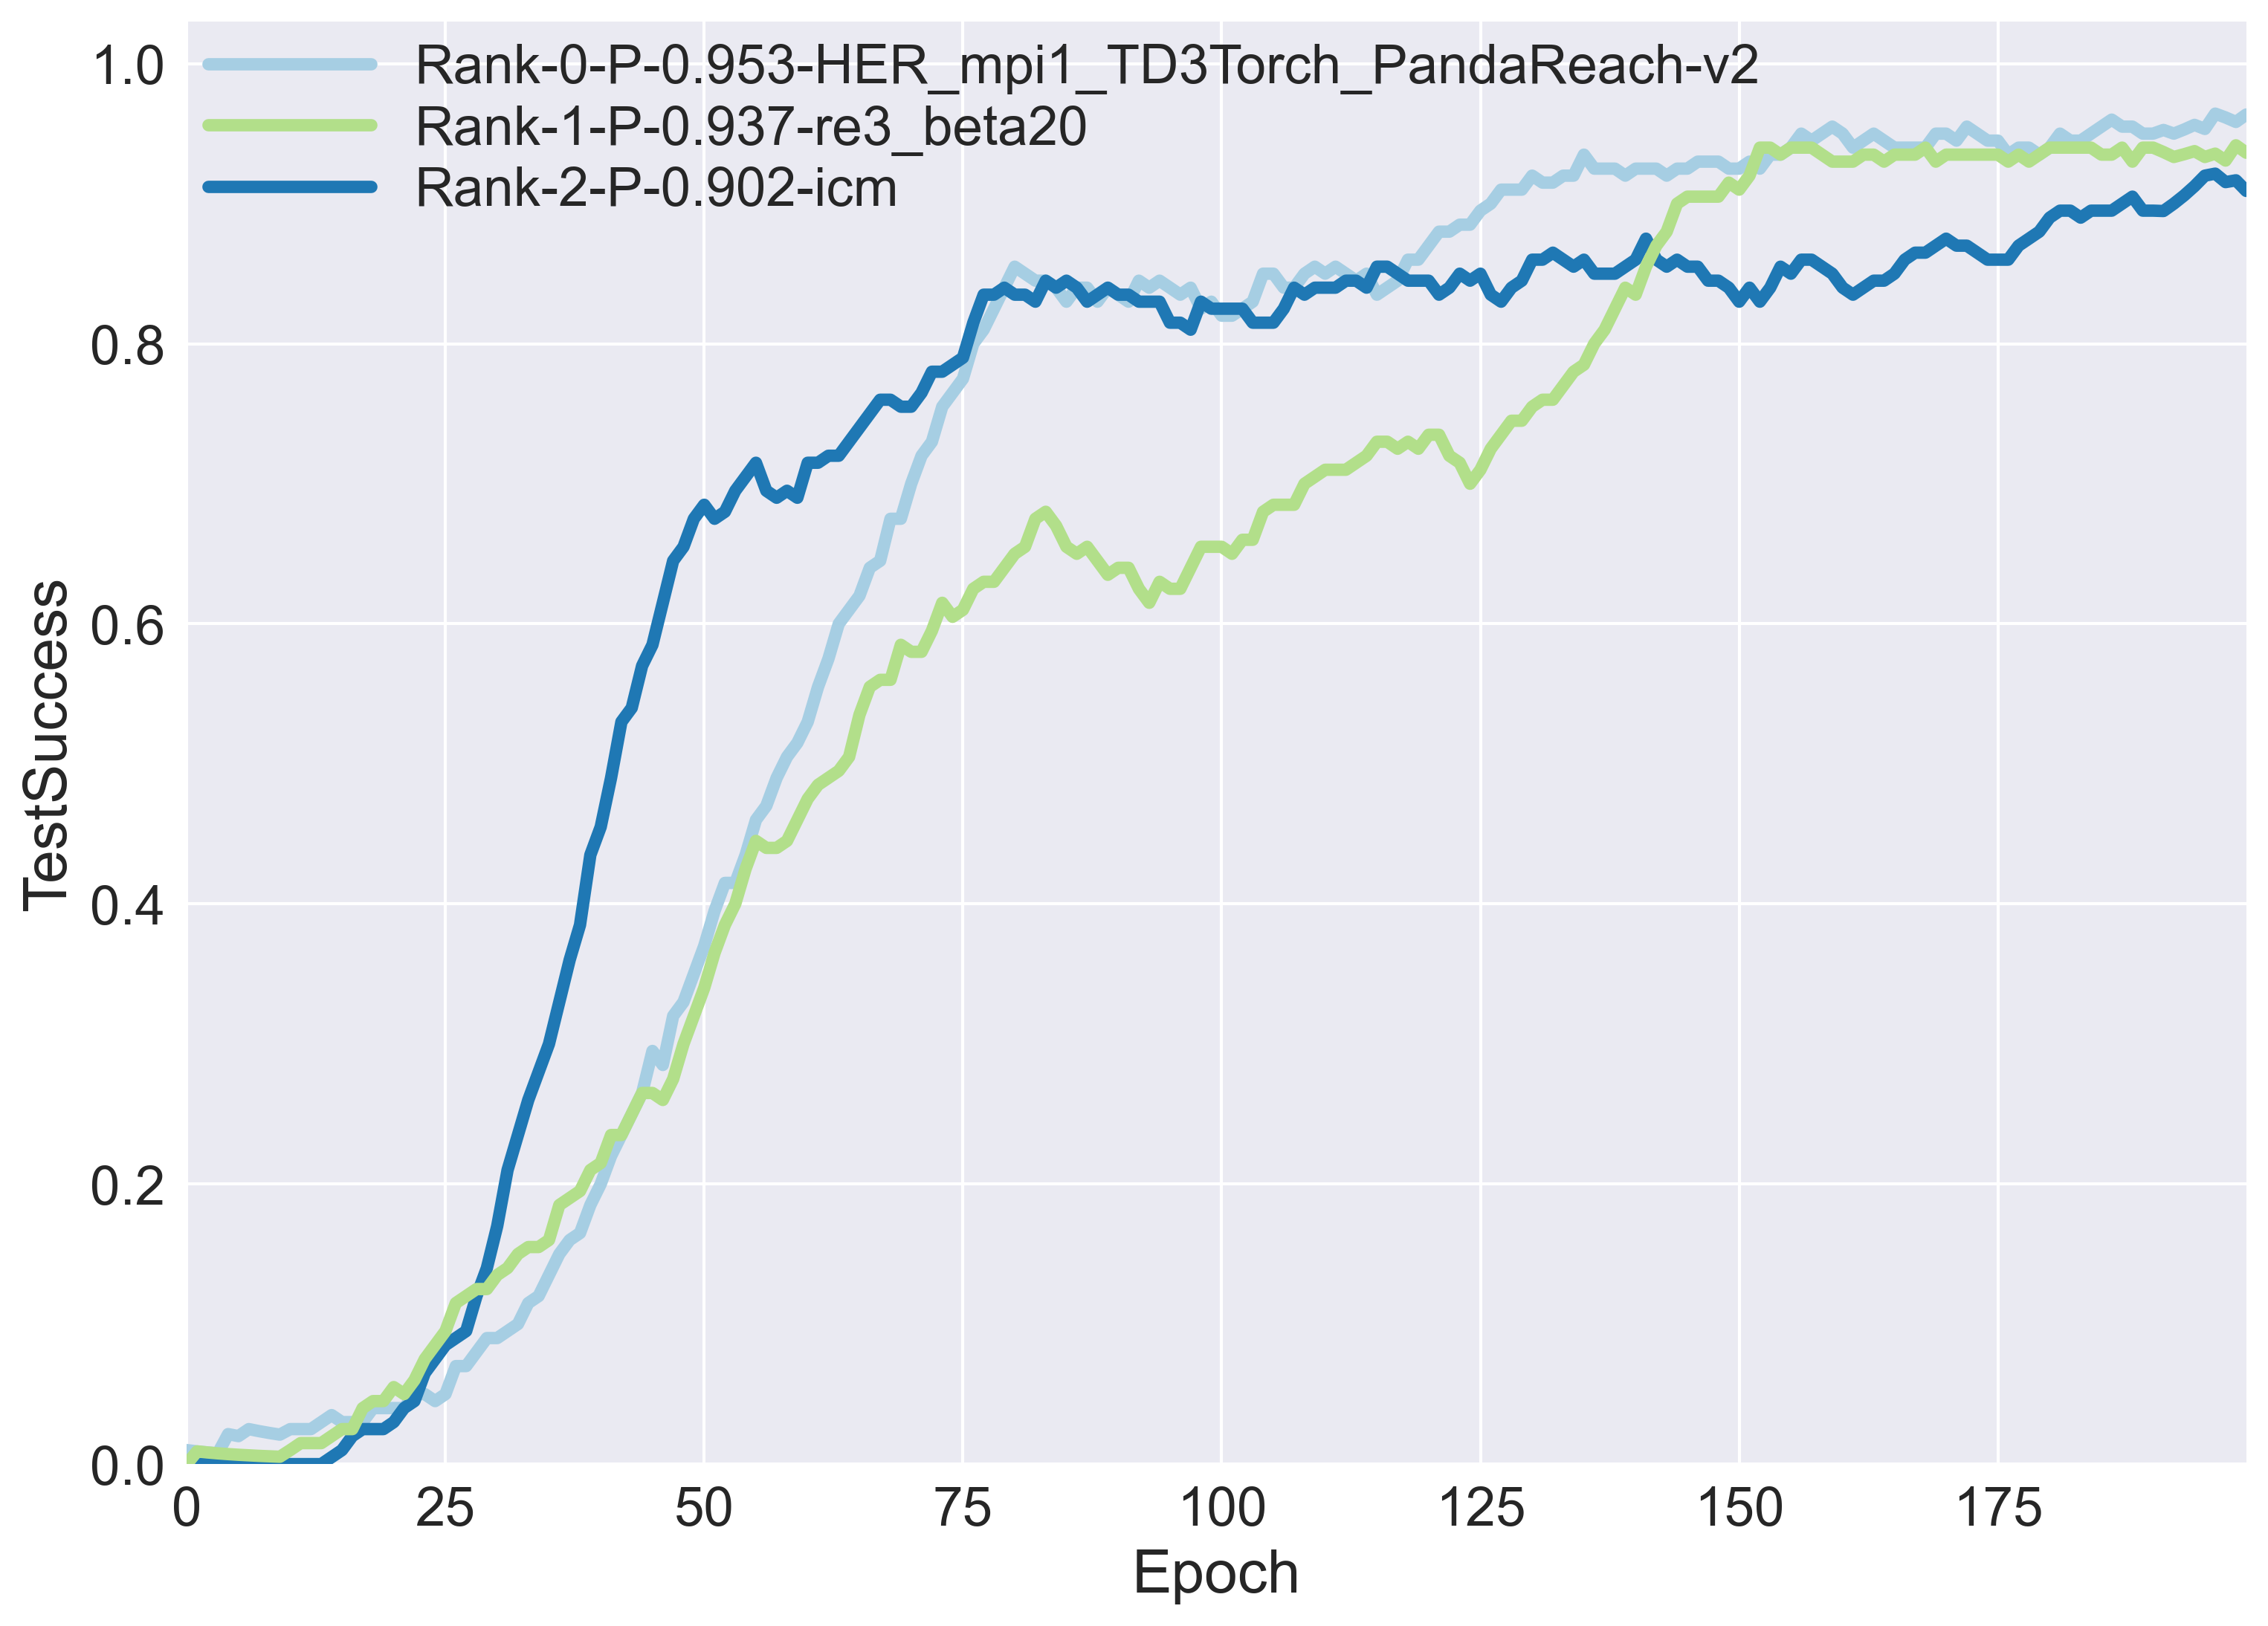 Rank-0-P-0.953-HER_mpi1_TD3Torch_PandaReach-v2
Rank-1-P-0.937-re3_beta20
Rank-2-P-0.902-icm
TestSuccess
1.0
0.8
0.6
0.4
0.2
0.0
0 25 50 75 100 125 150 175
Epoch